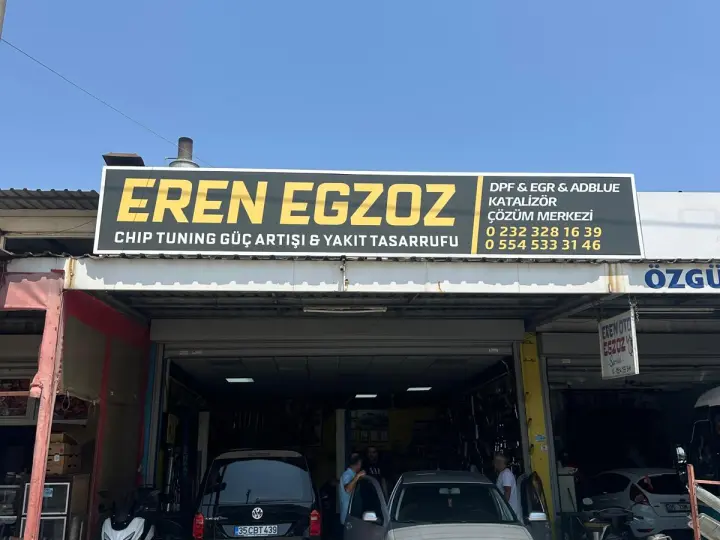 EREN EGZOZ
CHIP TUNING GÜÇ ARTIŞI & YAKIT TASARRUFU
DPF & EGR & ADBLUE
KATALİZÖR
ÇÖZÜM MERKEZİ
0 232 328 16 39
0 554 533 31 46
ÖZGÜ
EREN OTO
EGSOZ
35 CBT 439